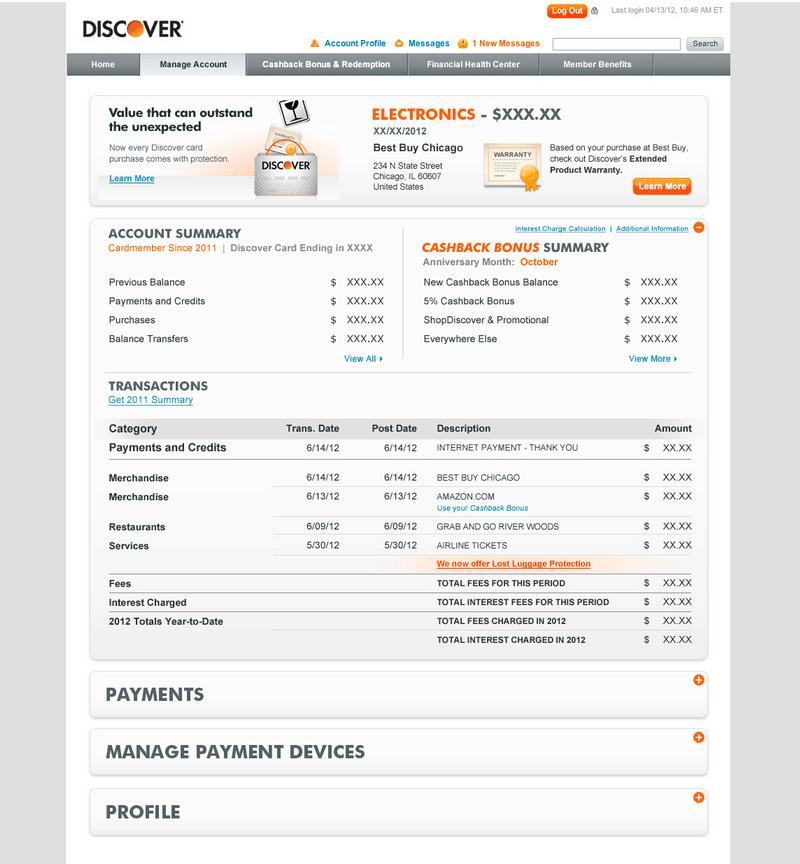 Log Out
Last login 04/13/12, 10:46 AM ET
DISCOVER
Account Profile Messages 1 New Messages Search
Home Manage Account Cashback Bonus & Redemption Financial Health Center Member Benefits
Value that can outstand
the unexpected
Now every Discover card
purchase comes with protection.
Learn More
WARRANTY
DISCOVER
ELECTRONICS - $XXX.XX
XX/XX/2012
Best Buy Chicago
234 N State Street
Chicago, IL 60607
United States
WARRANTY
Based on your purchase at Best Buy,
check out Discover's Extended
Product Warranty.
Learn More
Interest Charge Calculation | Additional Information
ACCOUNT SUMMARY
Cardmember Since 2011 | Discover Card Ending in XXXX
Previous Balance $ XXX.XX
Payments and Credits $ XXX.XX
Purchases $ XXX.XX
Balance Transfers $ XXX.XX
View All
CASHBACK BONUS SUMMARY
Anniversary Month: October
New Cashback Bonus Balance $ XXX.XX
5% Cashback Bonus $ XXX.XX
ShopDiscover & Promotional $ XXX.XX
Everywhere Else $ XXX.XX
View More
TRANSACTIONS
Get 2011 Summary
Category Trans. Date Post Date Description Amount
Payments and Credits 6/14/12 6/14/12 INTERNET PAYMENT - THANK YOU $ XX.XX
Merchandise 6/14/12 6/14/12 BEST BUY CHICAGO $ XX.XX
Merchandise 6/13/12 6/13/12 AMAZON.COM $ XX.XX
Use your Cashback Bonus
Restaurants 6/09/12 6/09/12 GRAB AND GO RIVER WOODS $ XX.XX
Services 5/30/12 5/30/12 AIRLINE TICKETS $ XX.XX
We now offer Lost Luggage Protection
Fees TOTAL FEES FOR THIS PERIOD $ XX.XX
Interest Charged TOTAL INTEREST FEES FOR THIS PERIOD $ XX.XX
2012 Totals Year-to-Date TOTAL FEES CHARGED IN 2012 $ XX.XX
TOTAL INTEREST CHARGED IN 2012 $ XX.XX
PAYMENTS
MANAGE PAYMENT DEVICES
PROFILE